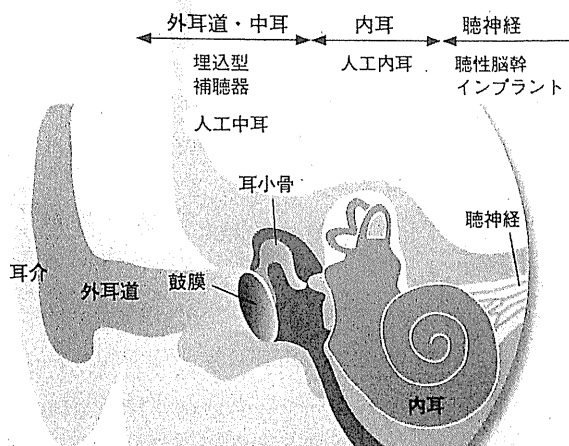 外耳道・中耳
内耳
聴神経
埋込型
補聴器
人工中耳
人工内耳
聴性脳幹
インプラント
耳小骨
聴神経
耳介
外耳道
鼓膜
内耳